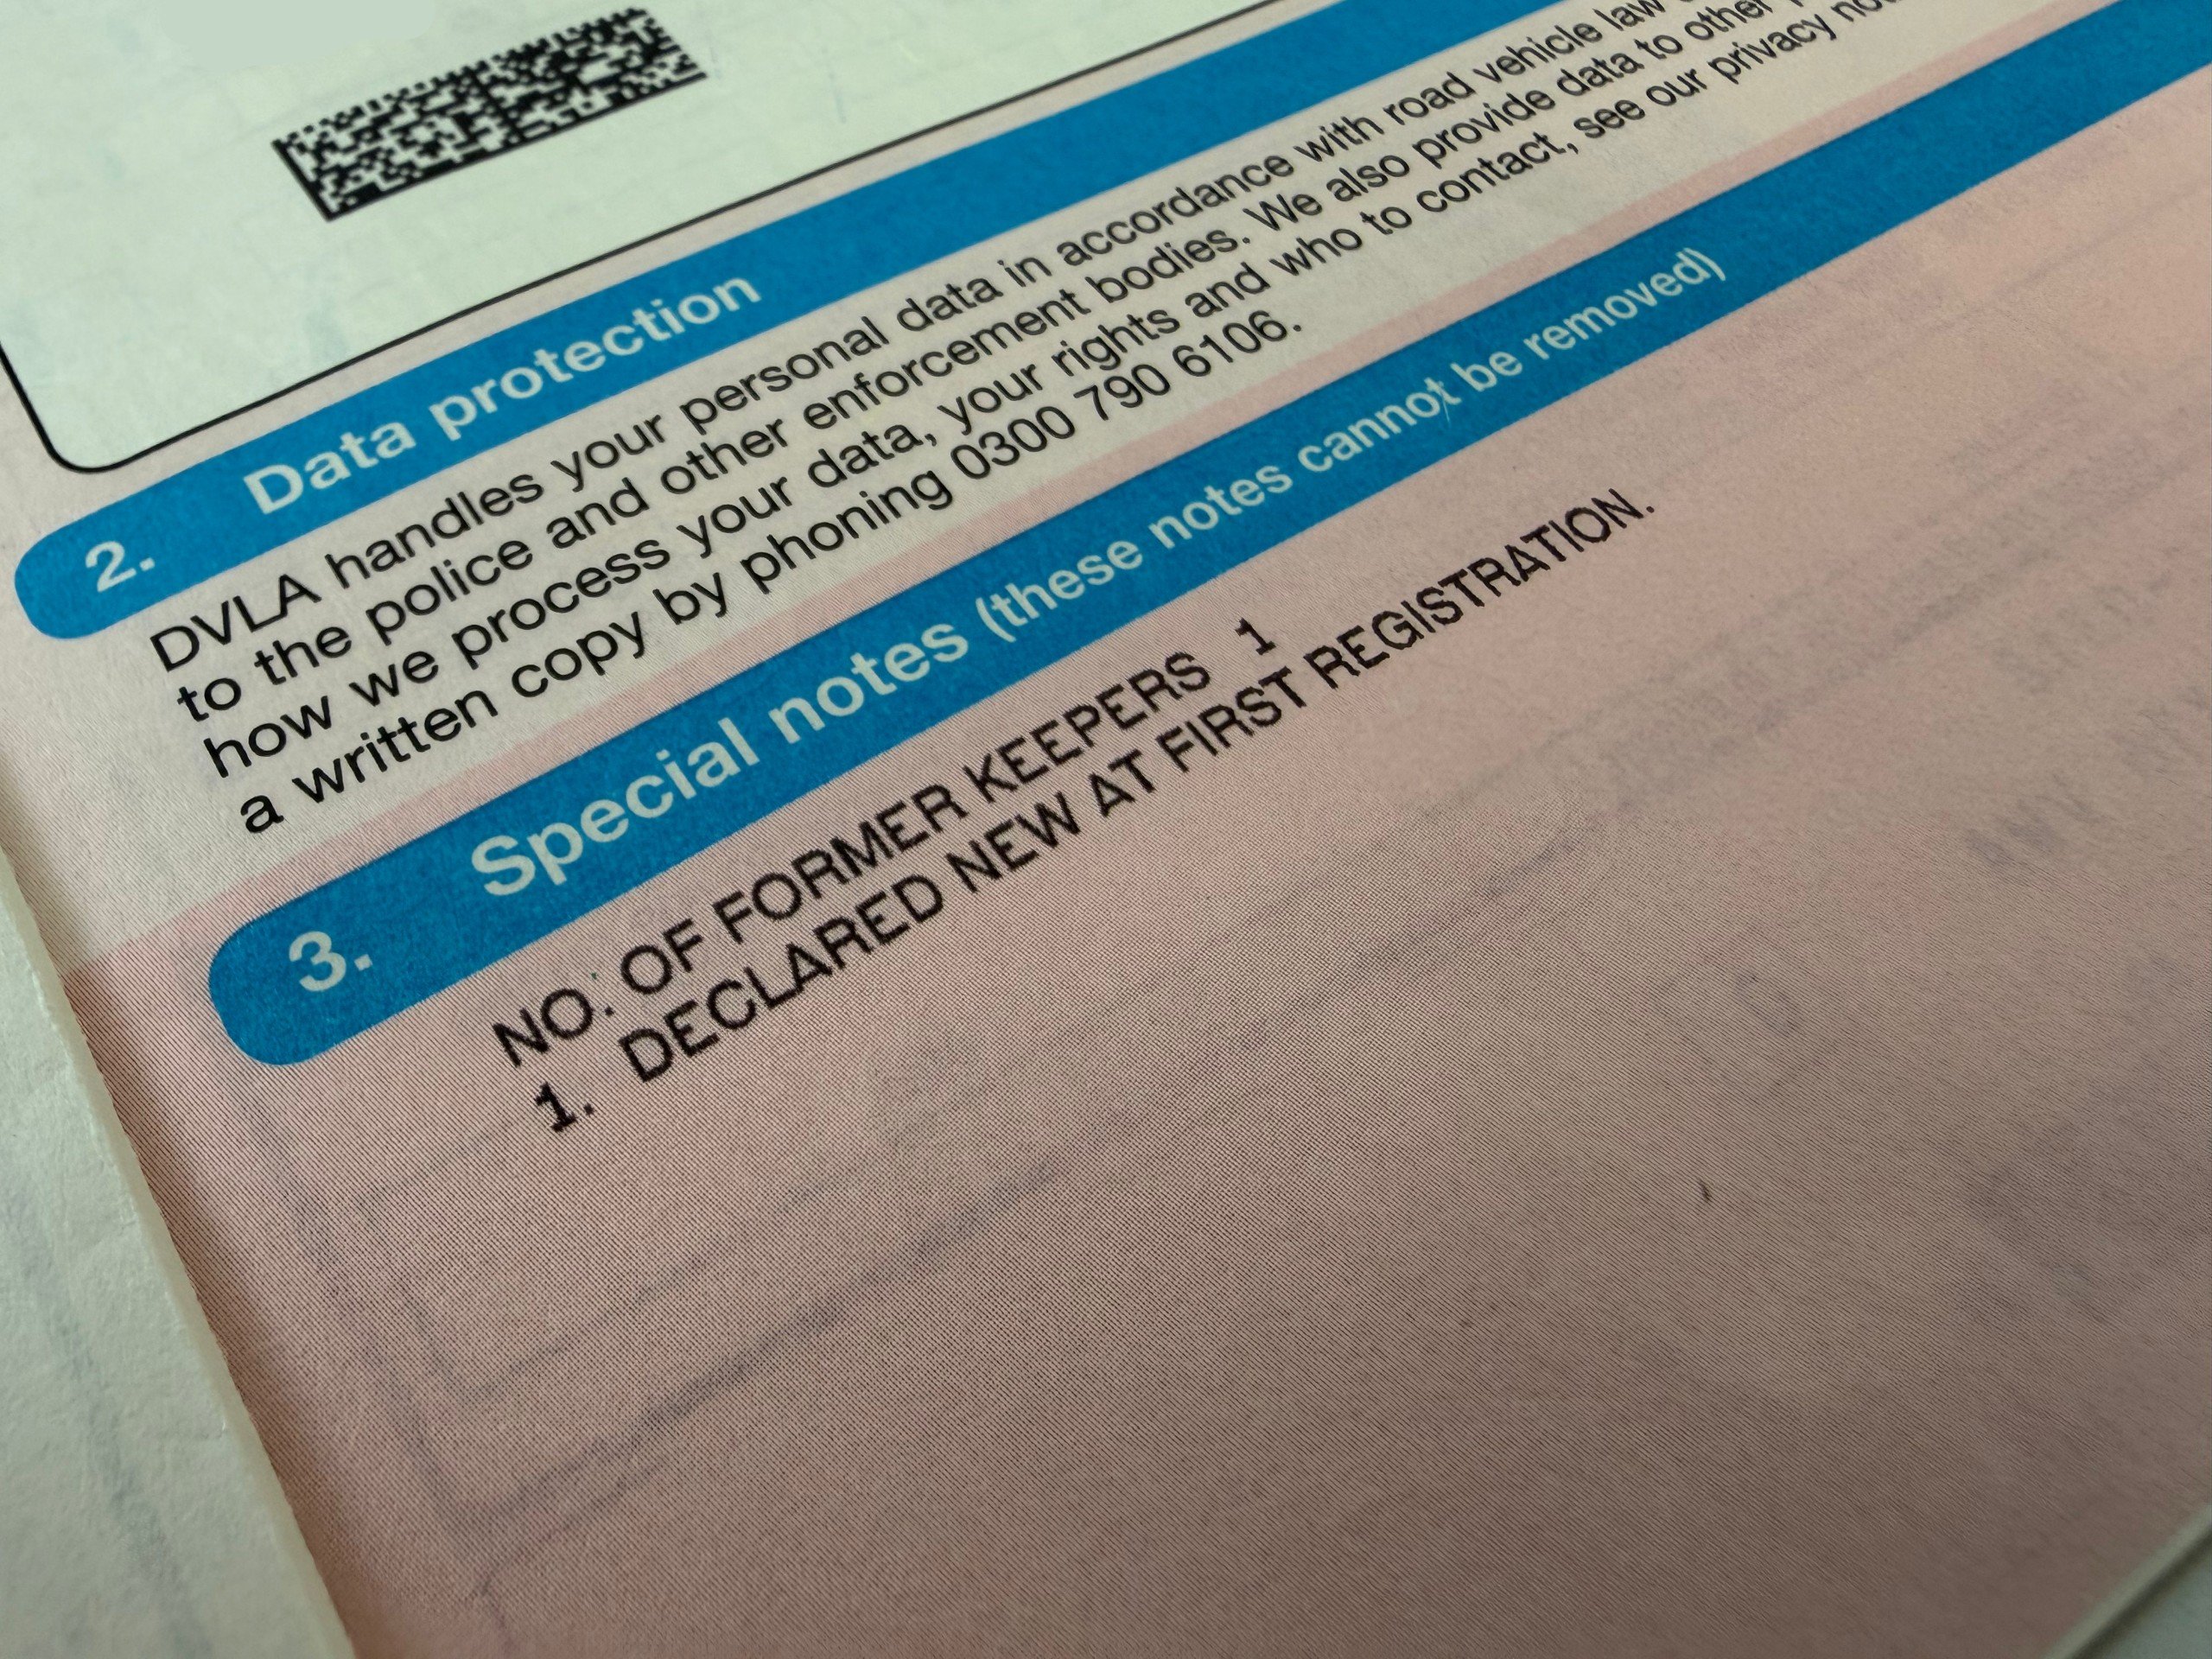 2. Data protection
DVLA handles your personal data in accordance with road vehicle law
to the police and other enforcement bodies. We also provide data to other
how we process your data, your rights and who to contact, see our privacy
a written copy by phoning 0300 790 6106.
3. Special notes (these notes cannot be removed)
NO. OF FORMER KEEPERS 1
1. DECLARED NEW AT FIRST REGISTRATION.